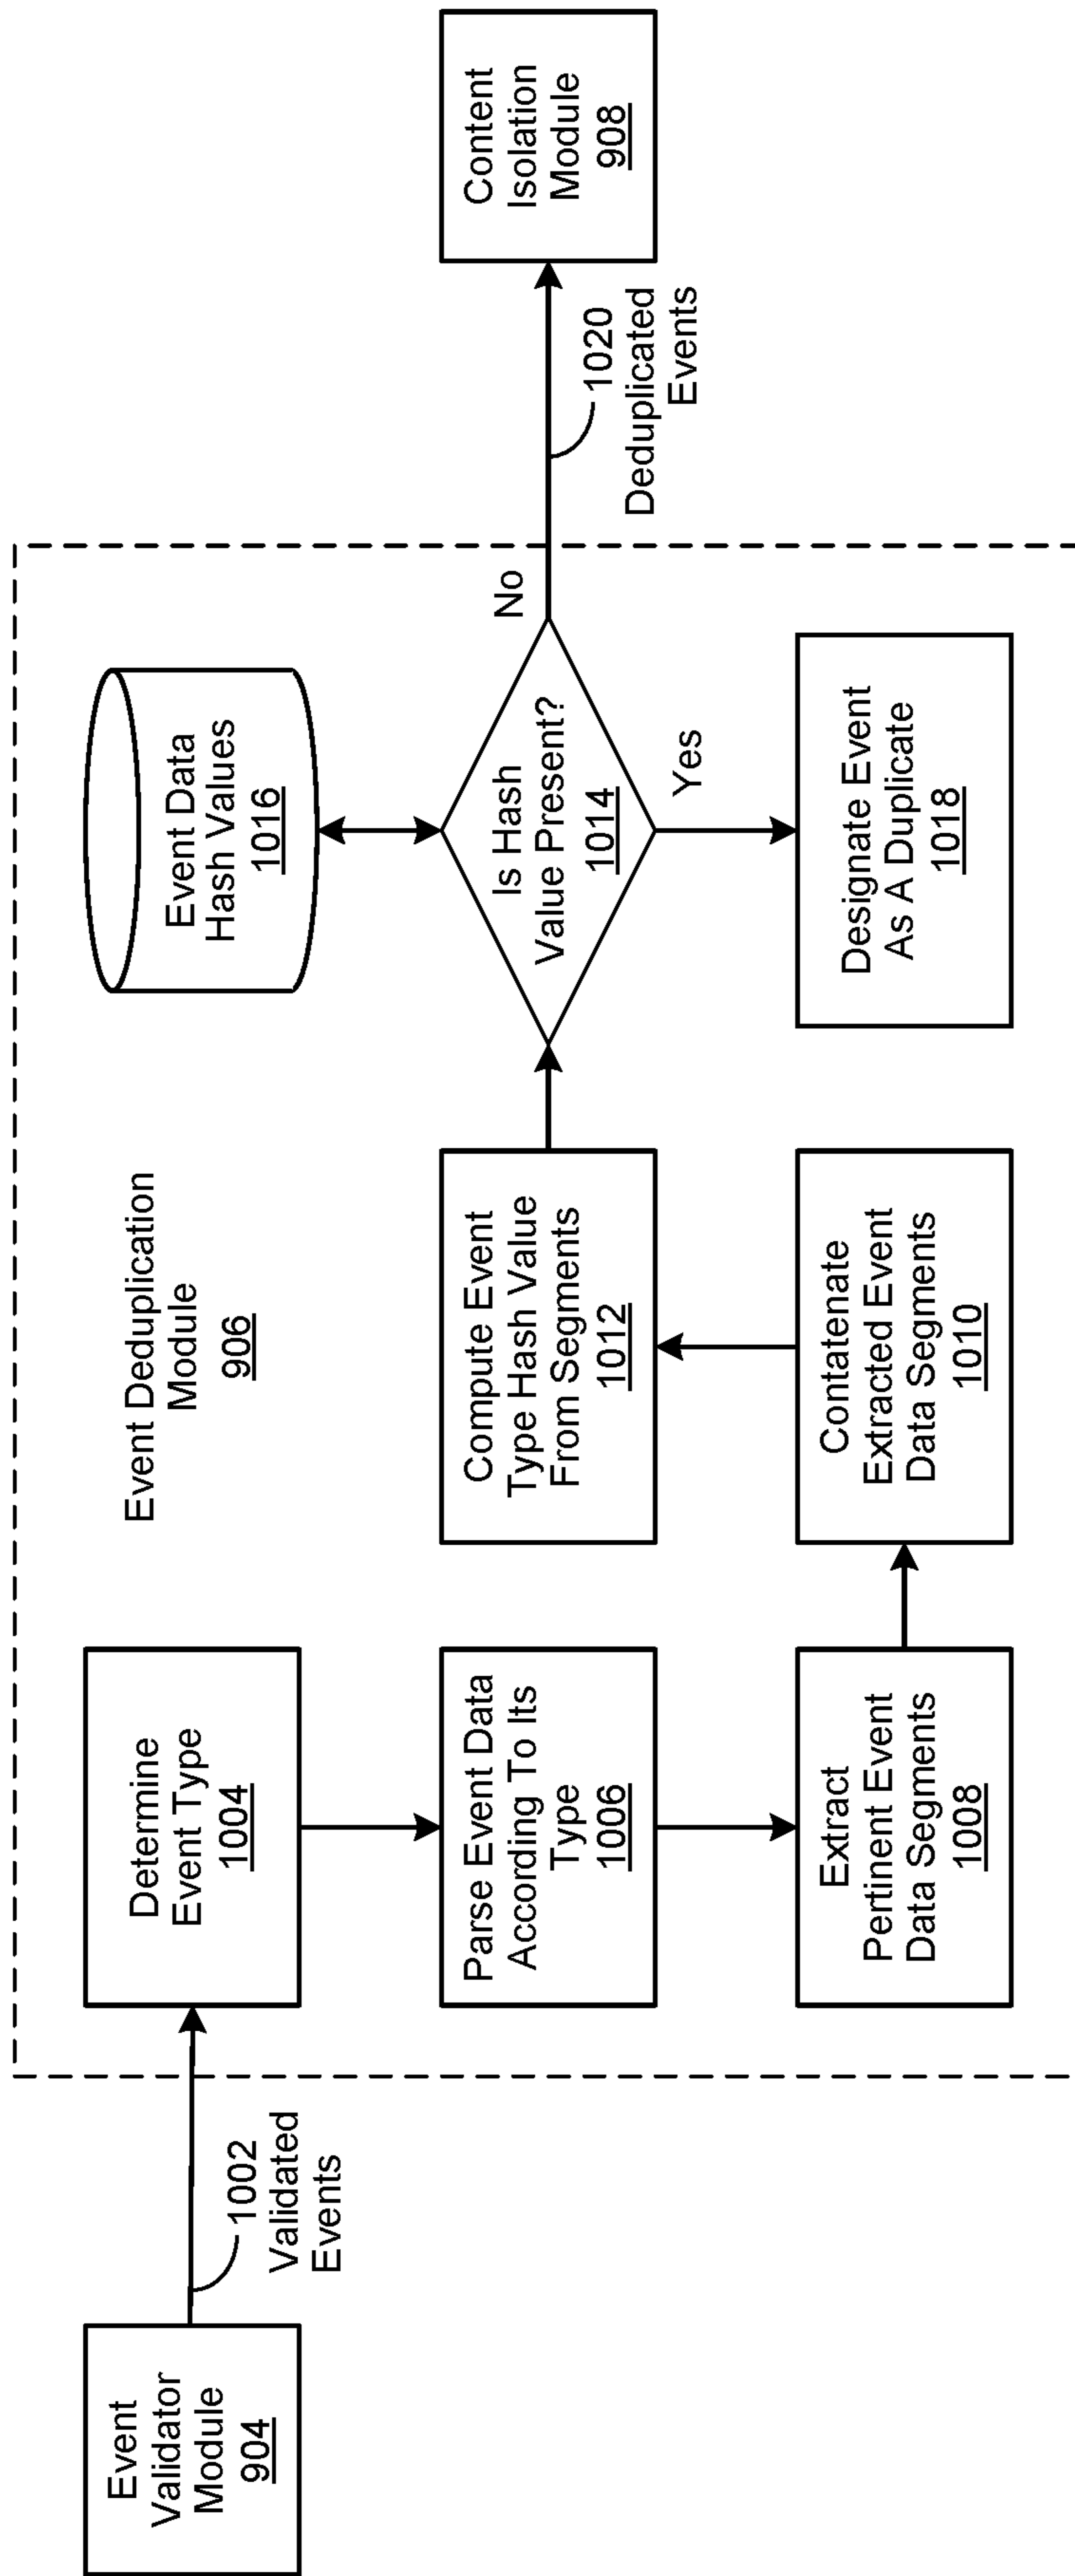 Event
Validator
Module
904
1002
Validated
Events
Event Deduplication
Module
906
Determine
Event Type
1004
Parse Event Data
According To Its
Type
1006
Extract
Pertinent Event
Data Segments
1008
Contatenate
Extracted Event
Data Segments
1010
Compute Event
Type Hash Value
From Segments
1012
Is Hash
Value Present?
1014
Event Data
Hash Values
1016
Yes
Designate Event
As A Duplicate
1018
No
1020
Deduplicated
Events
Content
Isolation
Module
908